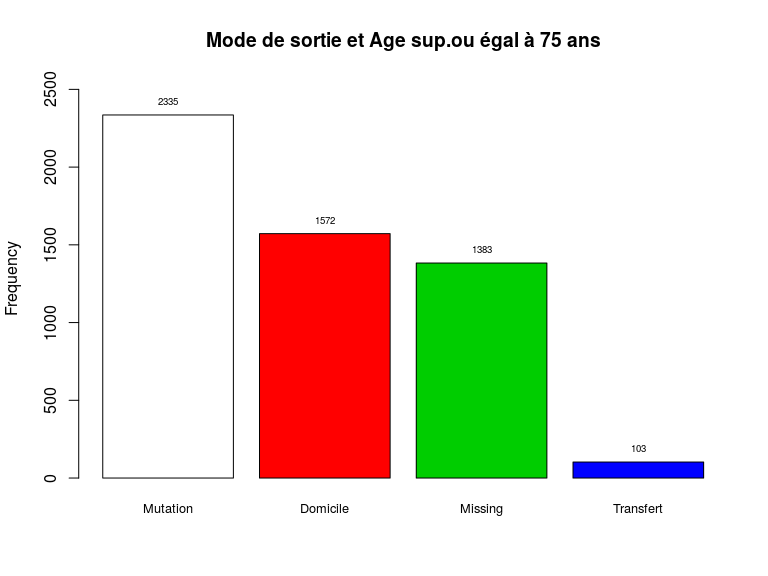 Mode de sortie et Age sup.ou égal à 75 ans
Frequency
2500
2000
1500
1000
500
0
2335
1572
1383
103
Mutation
Domicile
Missing
Transfert